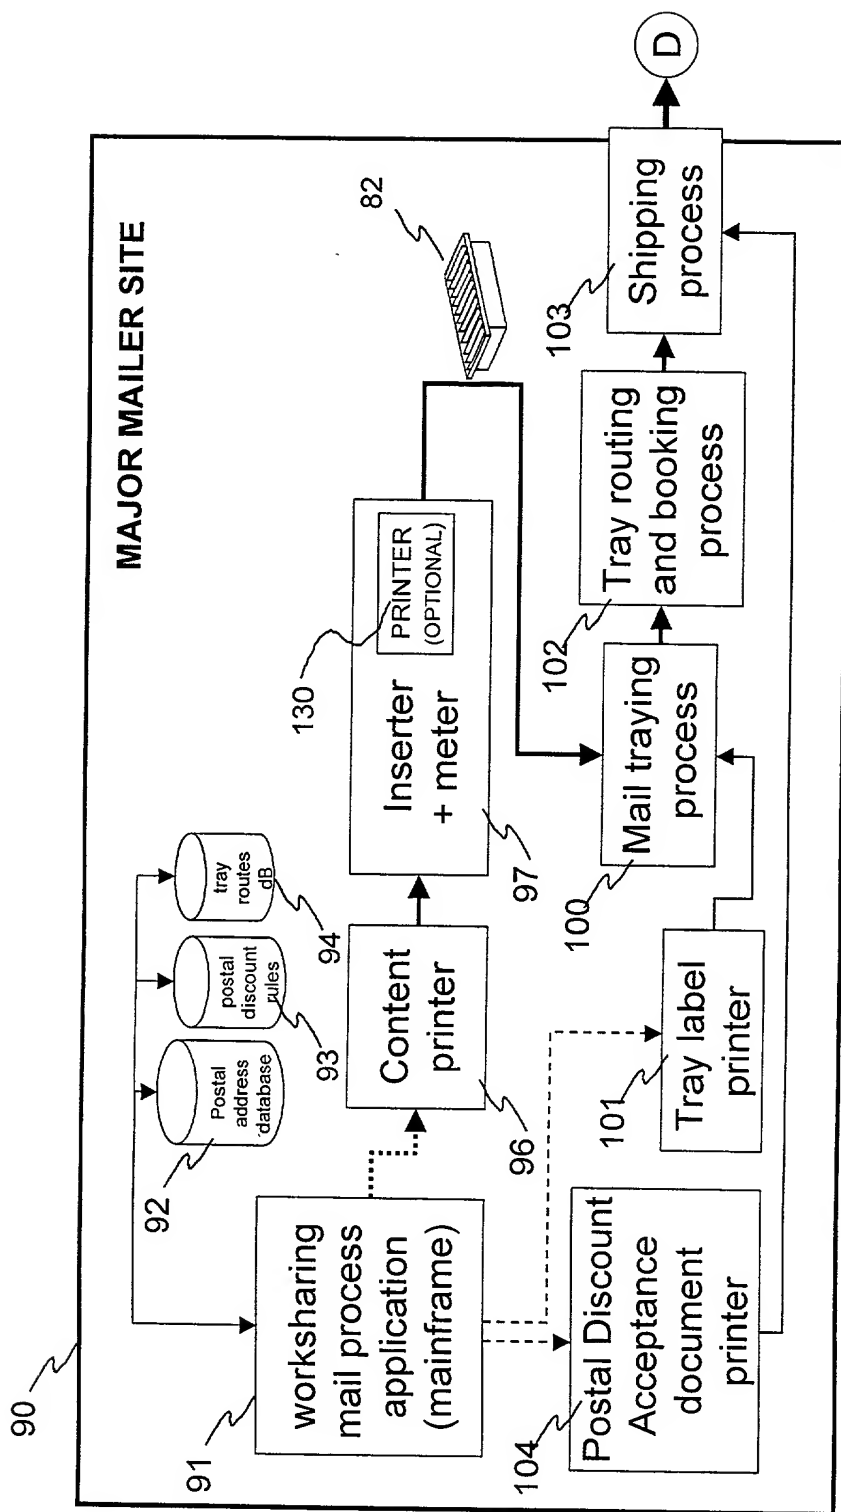 90
MAJOR MAILER SITE
92
Postal
address
database
93
postal
discount
rules
94
tray
routes
dB
91
worksharing
mail process
application
(mainframe)
96
Content
printer
97
Inserter
+ meter
130
PRINTER
(OPTIONAL)
82
104
Postal Discount
Acceptance
document
printer
101
Tray label
printer
100
Mail traying
process
102
Tray routing
and booking
process
103
Shipping
process
D